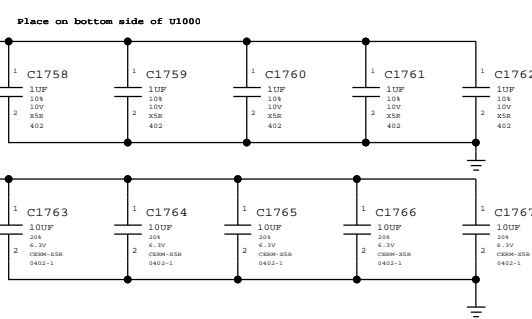 Place on bottom side of U1000
1 C1758 1 C1759 1 C1760 1 C1761 1 C1762
1UF 1UF 1UF 1UF 1UF
10% 10% 10% 10% 10%
10V 10V 10V 10V 10V
2 X5R 2 X5R 2 X5R 2 X5R 2 X5R
402 402 402 402 402
1 C1763 1 C1764 1 C1765 1 C1766 1 C1767
10UF 10UF 10UF 10UF 10UF
20% 20% 20% 20% 20%
2 6.3V 2 6.3V 2 6.3V 2 6.3V 2 6.3V
CERM-X5R CERM-X5R CERM-X5R CERM-X5R CERM-X5R
0402-1 0402-1 0402-1 0402-1 0402-1